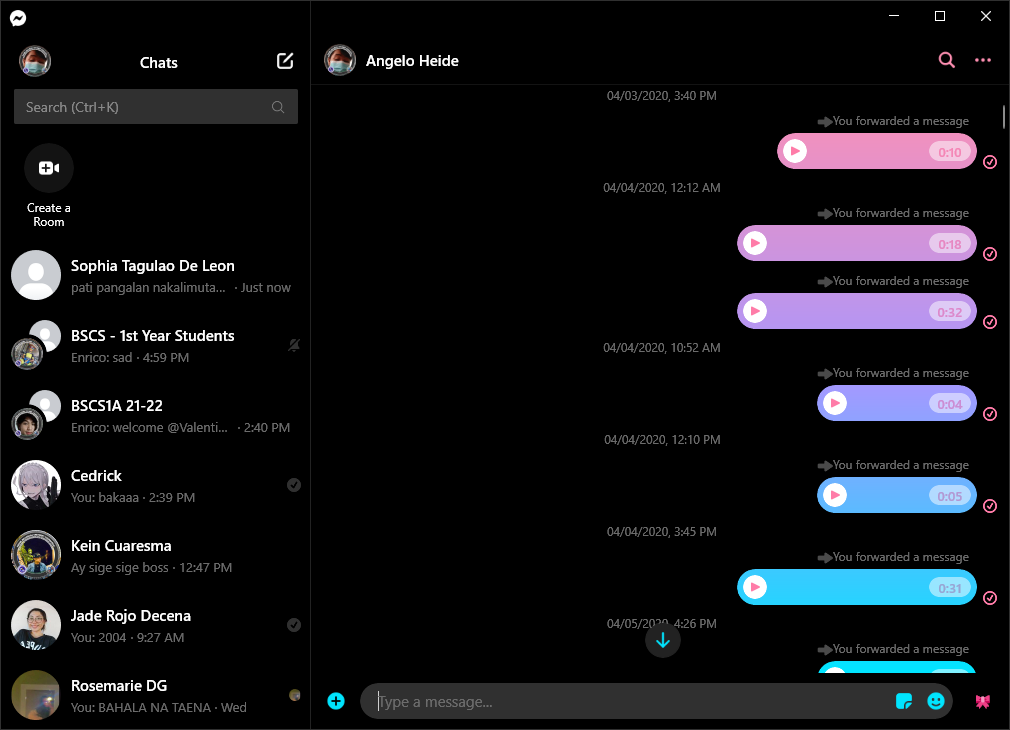 Chats
Search (Ctrl+K)
Create a
Room
Sophia Tagulao De Leon
pati pangalan nakalimuta... · Just now
BSCS - 1st Year Students
Enrico: sad · 4:59 PM
BSCS1A 21-22
Enrico: welcome @Valenti... · 2:40 PM
Cedrick
You: bakaaa · 2:39 PM
Kein Cuaresma
Ay sige sige boss · 12:47 PM
Jade Rojo Decena
You: 2004 · 9:27 AM
Rosemarie DG
You: BAHALA NA TAENA · Wed
Angelo Heide
04/03/2020, 3:40 PM
You forwarded a message
0:10
04/04/2020, 12:12 AM
You forwarded a message
0:18
You forwarded a message
0:32
04/04/2020, 10:52 AM
You forwarded a message
0:04
04/04/2020, 12:10 PM
You forwarded a message
0:05
04/04/2020, 3:45 PM
You forwarded a message
0:31
04/05/2020, 4:26 PM
You forwarded a message
Type a message...